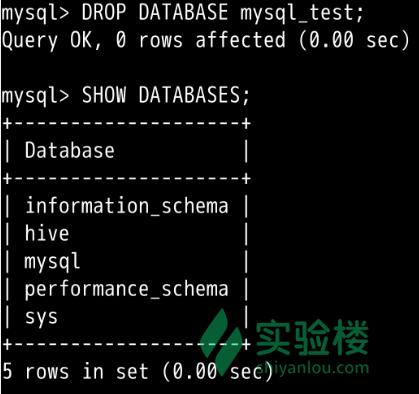 mysql> DROP DATABASE mysql_test;
Query OK, 0 rows affected (0.00 sec)
mysql> SHOW DATABASES;
+--------------------+
| Database           |
+--------------------+
| information_schema |
| hive               |
| mysql              |
| performance_schema |
| sys                |
+--------------------+
5 rows in set (0.00 sec)
实验楼
shiyanlou.com